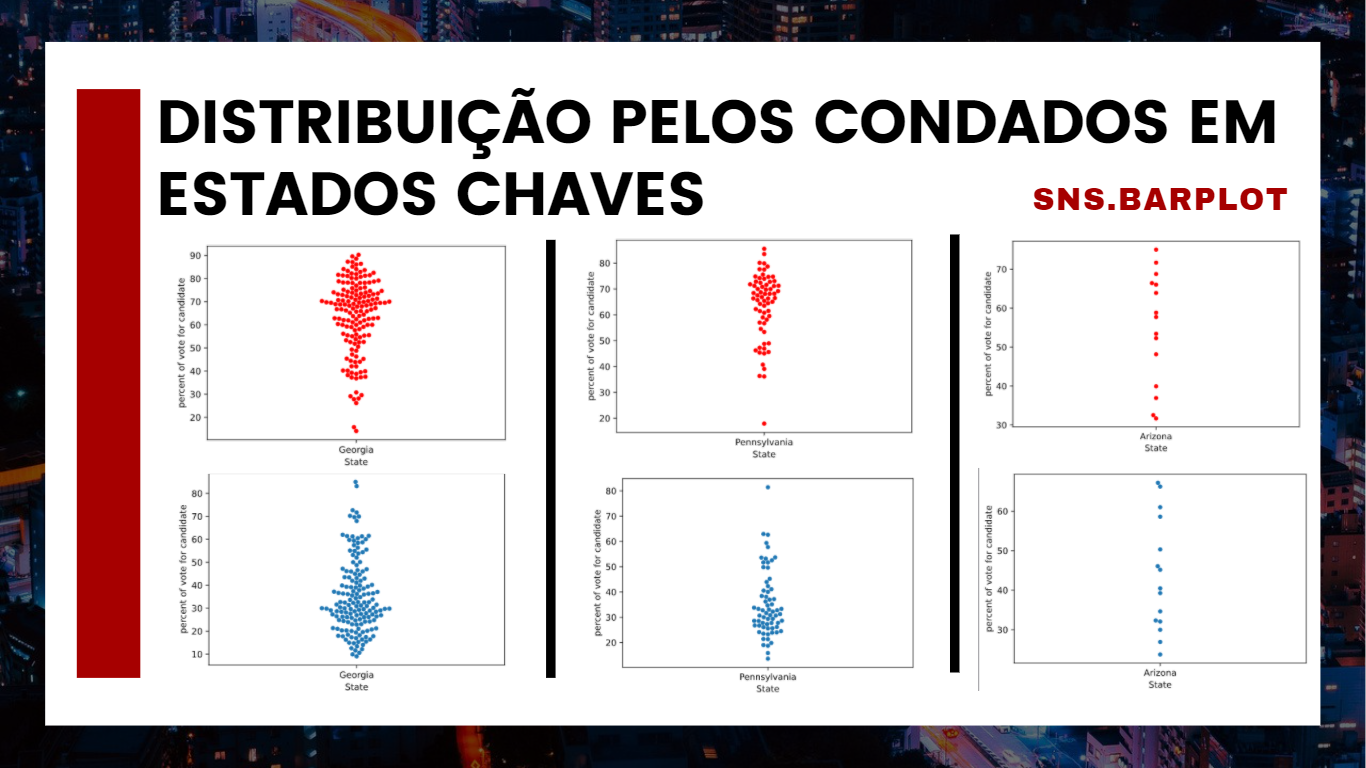 DISTRIBUIÇÃO PELOS CONDADOS EM
ESTADOS CHAVES
SNS.BARPLOT
percent of vote for candidate
90
80
70
60
50
40
30
20
Georgia
State
percent of vote for candidate
80
70
60
50
40
30
20
Pennsylvania
State
percent of vote for candidate
70
60
50
40
30
Arizona
State
percent of vote for candidate
80
70
60
50
40
30
20
10
Georgia
State
percent of vote for candidate
80
70
60
50
40
30
20
Pennsylvania
State
percent of vote for candidate
60
50
40
30
Arizona
State